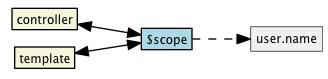 controller
template
$scope
user.name